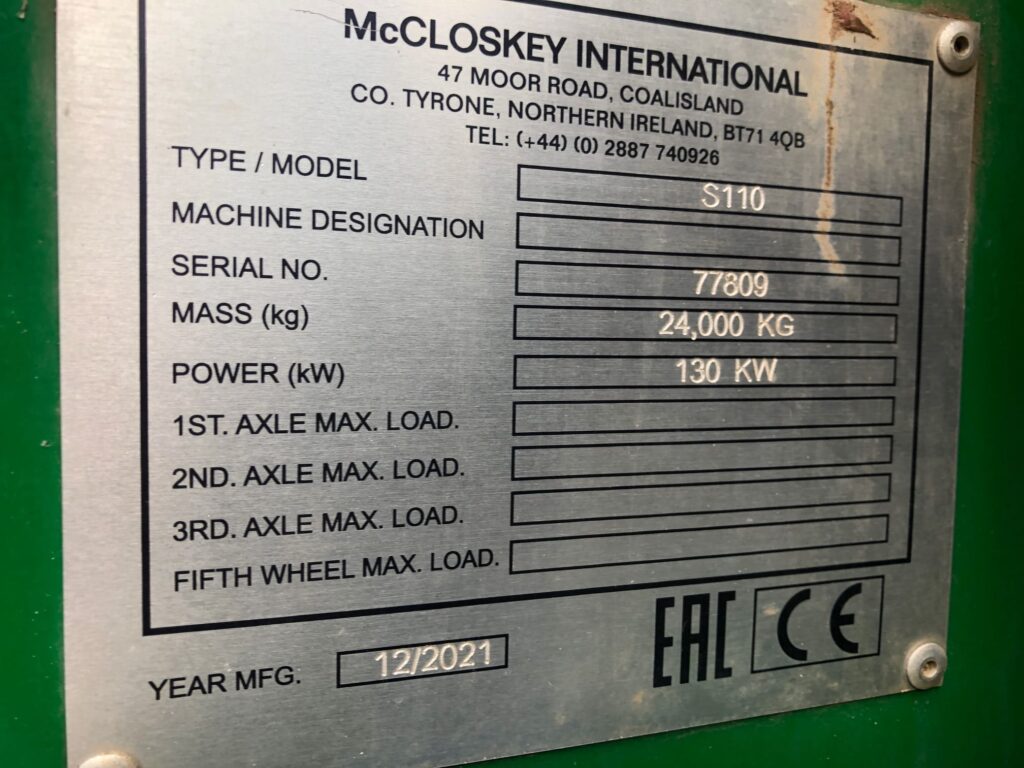 McCLOSKEY INTERNATIONAL
47 MOOR ROAD, COALISLAND
CO. TYRONE, NORTHERN IRELAND, BT71 4QB
TEL: (+44) (0) 2887 740926
TYPE / MODEL S110
MACHINE DESIGNATION
SERIAL NO. 77809
MASS (kg) 24,000 KG
POWER (kW) 130 KW
1ST. AXLE MAX. LOAD.
2ND. AXLE MAX. LOAD.
3RD. AXLE MAX. LOAD.
FIFTH WHEEL MAX. LOAD.
YEAR MFG. 12/2021 EAC CE